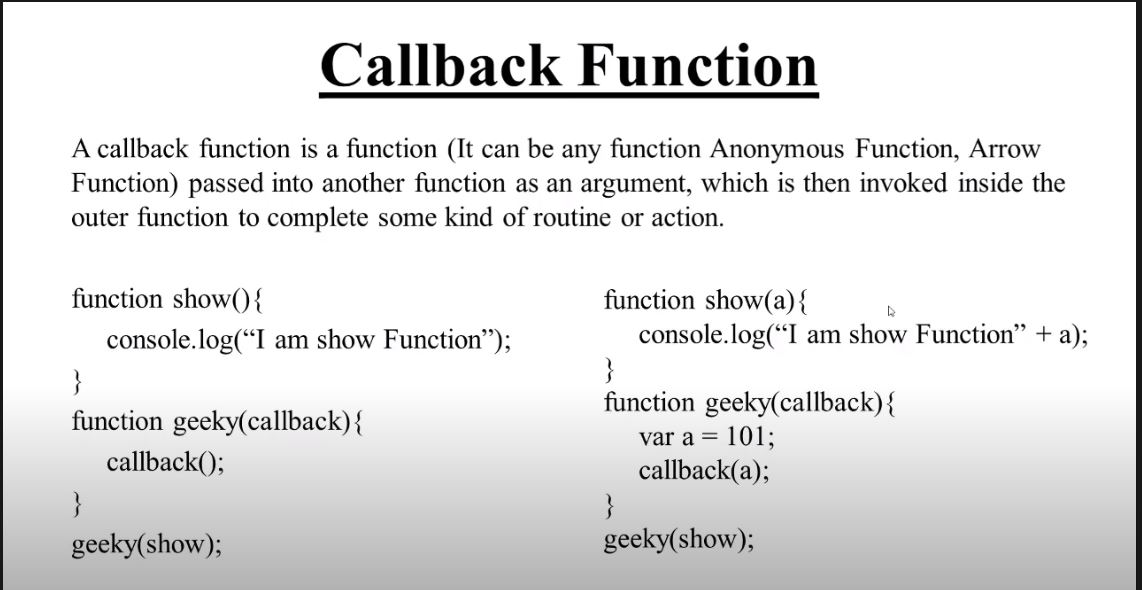 Callback Function
A callback function is a function (It can be any function Anonymous Function, Arrow
Function) passed into another function as an argument, which is then invoked inside the
outer function to complete some kind of routine or action.
function show(){
console.log(“I am show Function”);
}
function geeky(callback){
callback();
}
geeky(show);
function show(a){
console.log(“I am show Function” + a);
}
function geeky(callback){
var a = 101;
callback(a);
}
geeky(show);